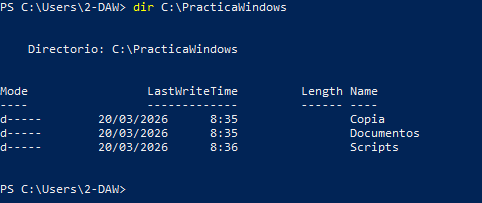 PS C:\Users\2-DAW> dir C:\PracticaWindows
Directorio: C:\PracticaWindows
Mode LastWriteTime Length Name
---- ------------- ------ ----
d----- 20/03/2026 8:35 Copia
d----- 20/03/2026 8:35 Documentos
d----- 20/03/2026 8:36 Scripts
PS C:\Users\2-DAW>